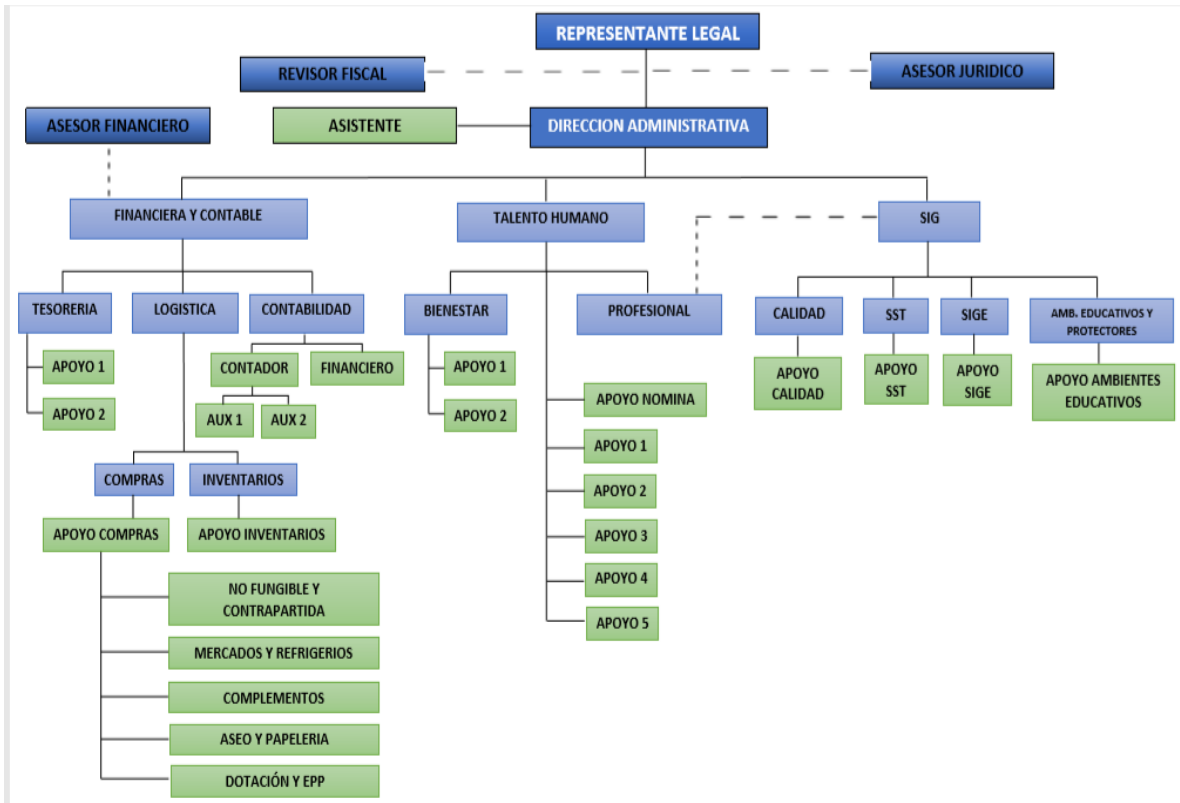 REPRESENTANTE LEGAL
REVISOR FISCAL
ASESOR JURIDICO
ASESOR FINANCIERO
ASISTENTE
DIRECCION ADMINISTRATIVA
FINANCIERA Y CONTABLE
TALENTO HUMANO
SIG
TESORERIA
LOGISTICA
CONTABILIDAD
BIENESTAR
PROFESIONAL
CALIDAD
SST
SIGE
AMB. EDUCATIVOS Y
PROTECTORES
APOYO 1
APOYO 2
CONTADOR
FINANCIERO
AUX 1
AUX 2
APOYO 1
APOYO 2
APOYO NOMINA
APOYO 1
APOYO 2
APOYO 3
APOYO 4
APOYO 5
APOYO
CALIDAD
APOYO
SST
APOYO
SIGE
APOYO AMBIENTES
EDUCATIVOS
COMPRAS
INVENTARIOS
APOYO COMPRAS
APOYO INVENTARIOS
NO FUNGIBLE Y
CONTRAPARTIDA
MERCADOS Y REFRIGERIOS
COMPLEMENTOS
ASEO Y PAPELERIA
DOTACIÓN Y EPP